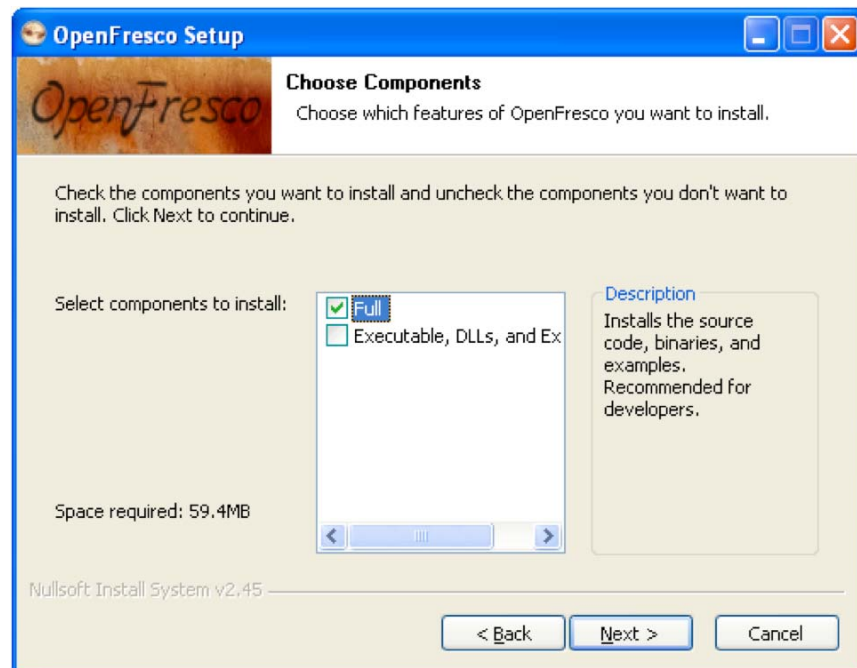 OpenFresco Setup
OpenFresco
Choose Components
Choose which features of OpenFresco you want to install.
Check the components you want to install and uncheck the components you don't want to
install. Click Next to continue.
Select components to install:
Full
Executable, DLLs, and Ex
Description
Installs the source
code, binaries, and
examples.
Recommended for
developers.
Space required: 59.4MB
Nullsoft Install System v2.45
< Back
Next >
Cancel